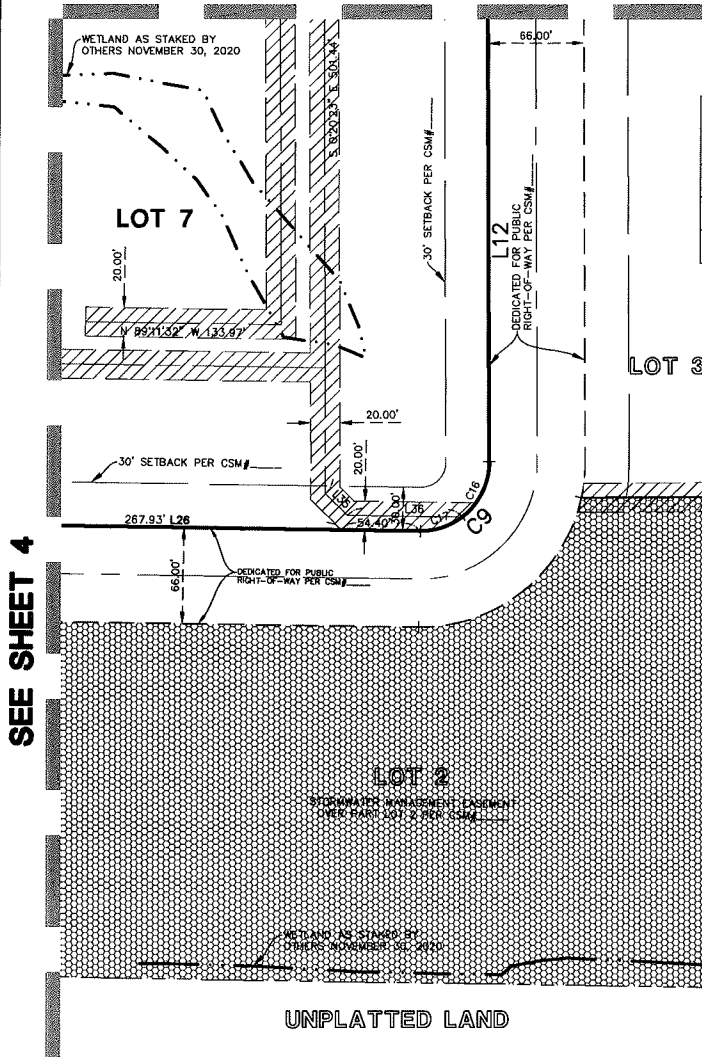 WETLAND AS STAKED BY
OTHERS NOVEMBER 30, 2020
66.00'
S 0°20'23" E 501.44'
LOT 7
30' SETBACK PER CSM#
L12
DEDICATED FOR PUBLIC
RIGHT-OF-WAY PER CSM#
20.00'
N 89°11'32" W 133.97'
LOT 3
20.00'
20.00'
30' SETBACK PER CSM#
L35
L36
C16
C17
C9
54.40'
267.93' L26
66.00'
DEDICATED FOR PUBLIC
RIGHT-OF-WAY PER CSM#
SEE SHEET 4
LOT 2
STORMWATER MANAGEMENT EASEMENT
OVER PART LOT 2 PER CSM#
WETLAND AS STAKED BY
OTHERS NOVEMBER 30, 2020
UNPLATTED LAND